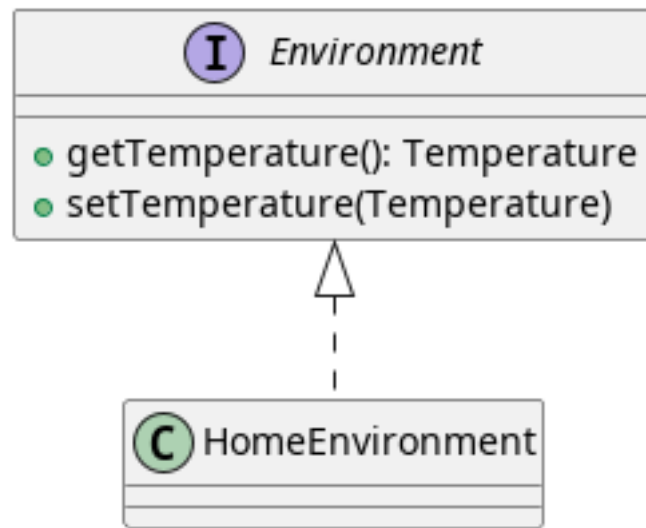 I Environment
getTemperature(): Temperature
setTemperature(Temperature)
C HomeEnvironment